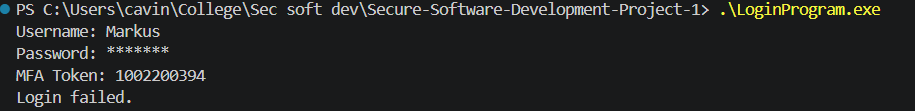 PS C:\Users\cavin\College\Sec soft dev\Secure-Software-Development-Project-1> .\LoginProgram.exe
Username: Markus
Password: *******
MFA Token: 1002200394
Login failed.